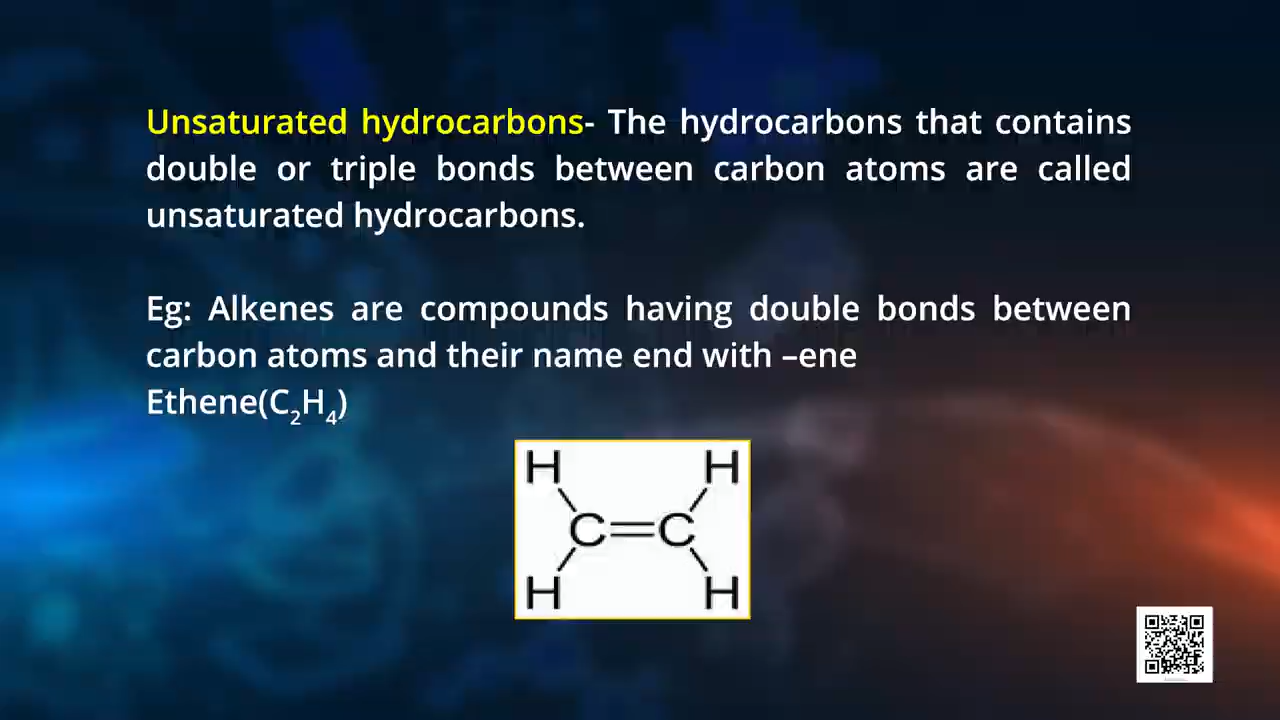 Unsaturated hydrocarbons- The hydrocarbons that contains
double or triple bonds between carbon atoms are called
unsaturated hydrocarbons.
Eg: Alkenes are compounds having double bonds between
carbon atoms and their name end with –ene
Ethene(C₂H₄)
H H
C=C
H H